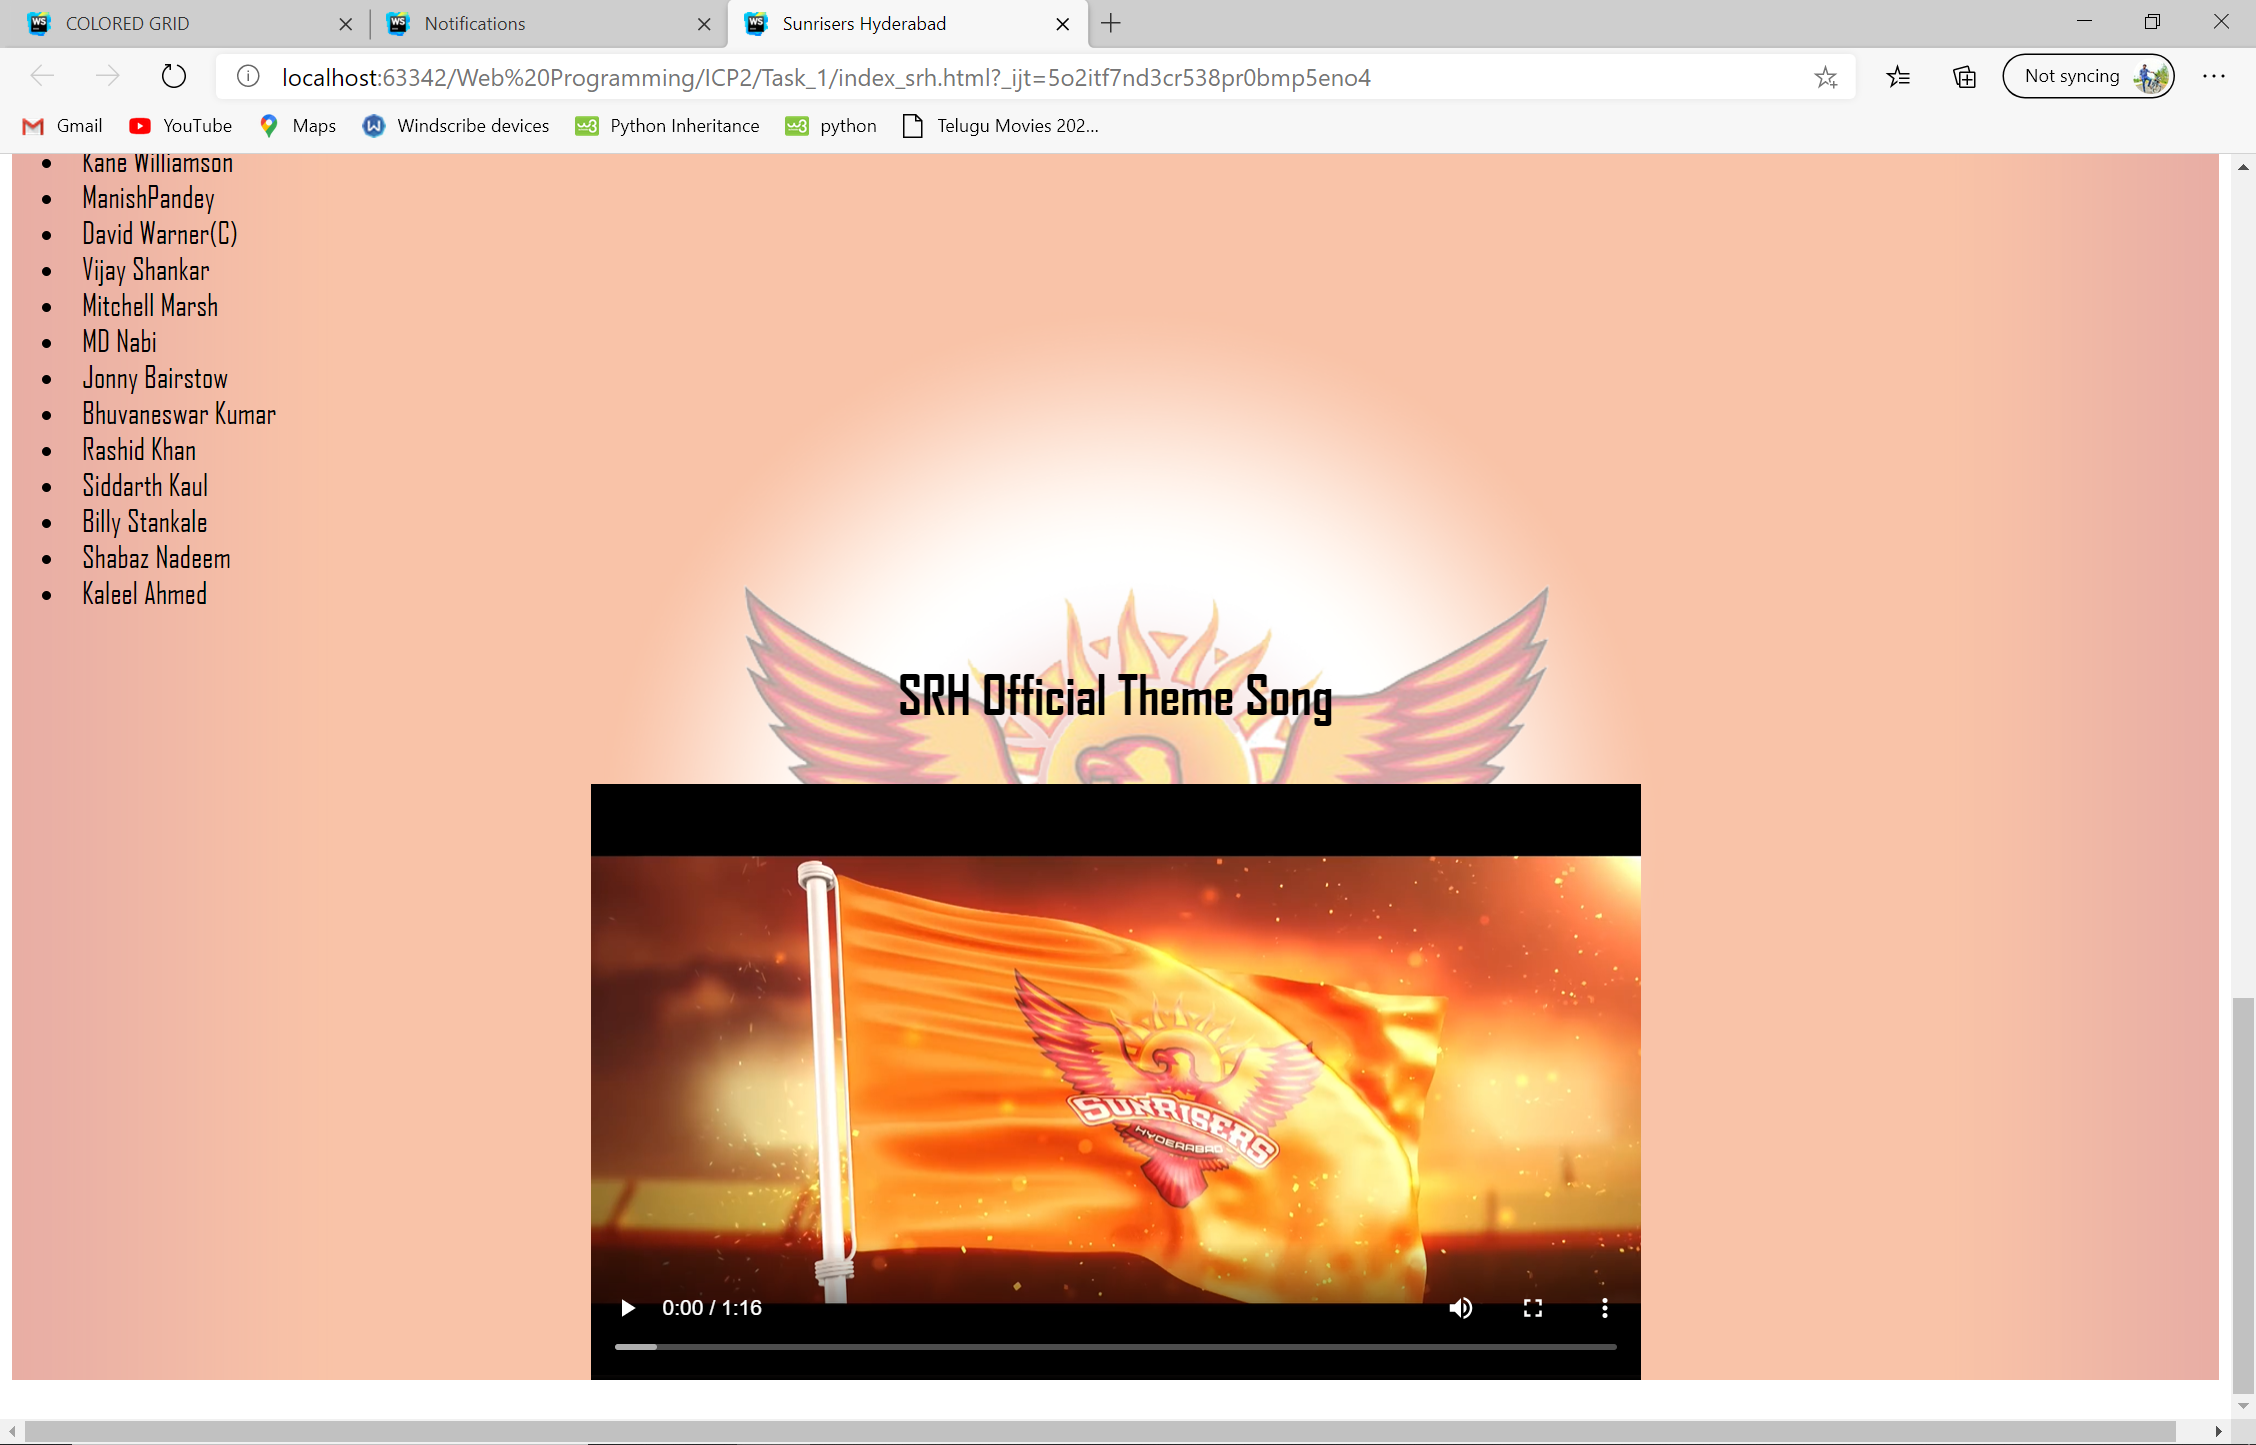 COLORED GRID
Notifications
Sunrisers Hyderabad
localhost:63342/Web%20Programming/ICP2/Task_1/index_srh.html?_ijt=5o2itf7nd3cr538pr0bmp5eno4
Not syncing
Gmail
YouTube
Maps
Windscribe devices
Python Inheritance
python
Telugu Movies 202...
Kane Williamson
ManishPandey
David Warner(C)
Vijay Shankar
Mitchell Marsh
MD Nabi
Jonny Bairstow
Bhuvaneswar Kumar
Rashid Khan
Siddarth Kaul
Billy Stankale
Shabaz Nadeem
Kaleel Ahmed
SRH Official Theme Song
SUNRISERS
HYDERABAD
0:00 / 1:16